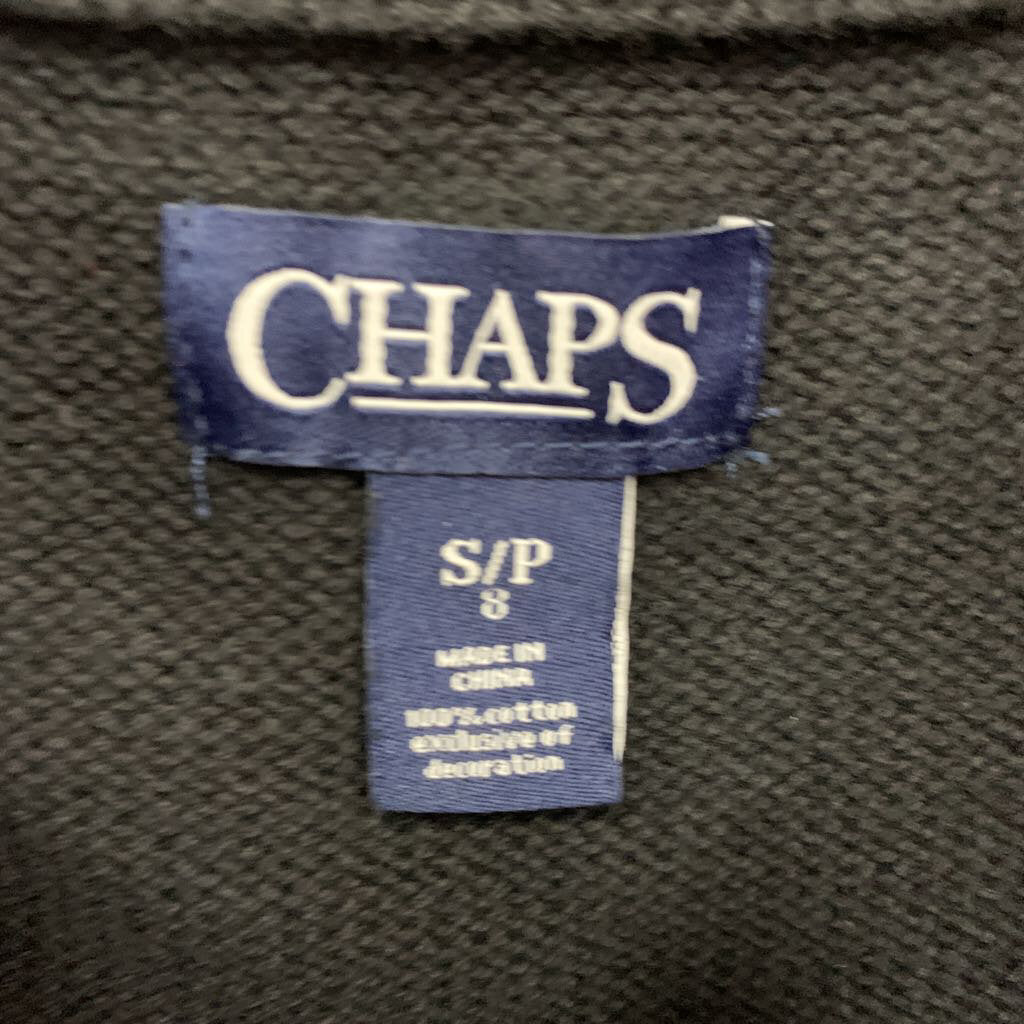 CHAPS
S/P
8
MADE IN
CHINA
100% cotton
exclusive of
decoration